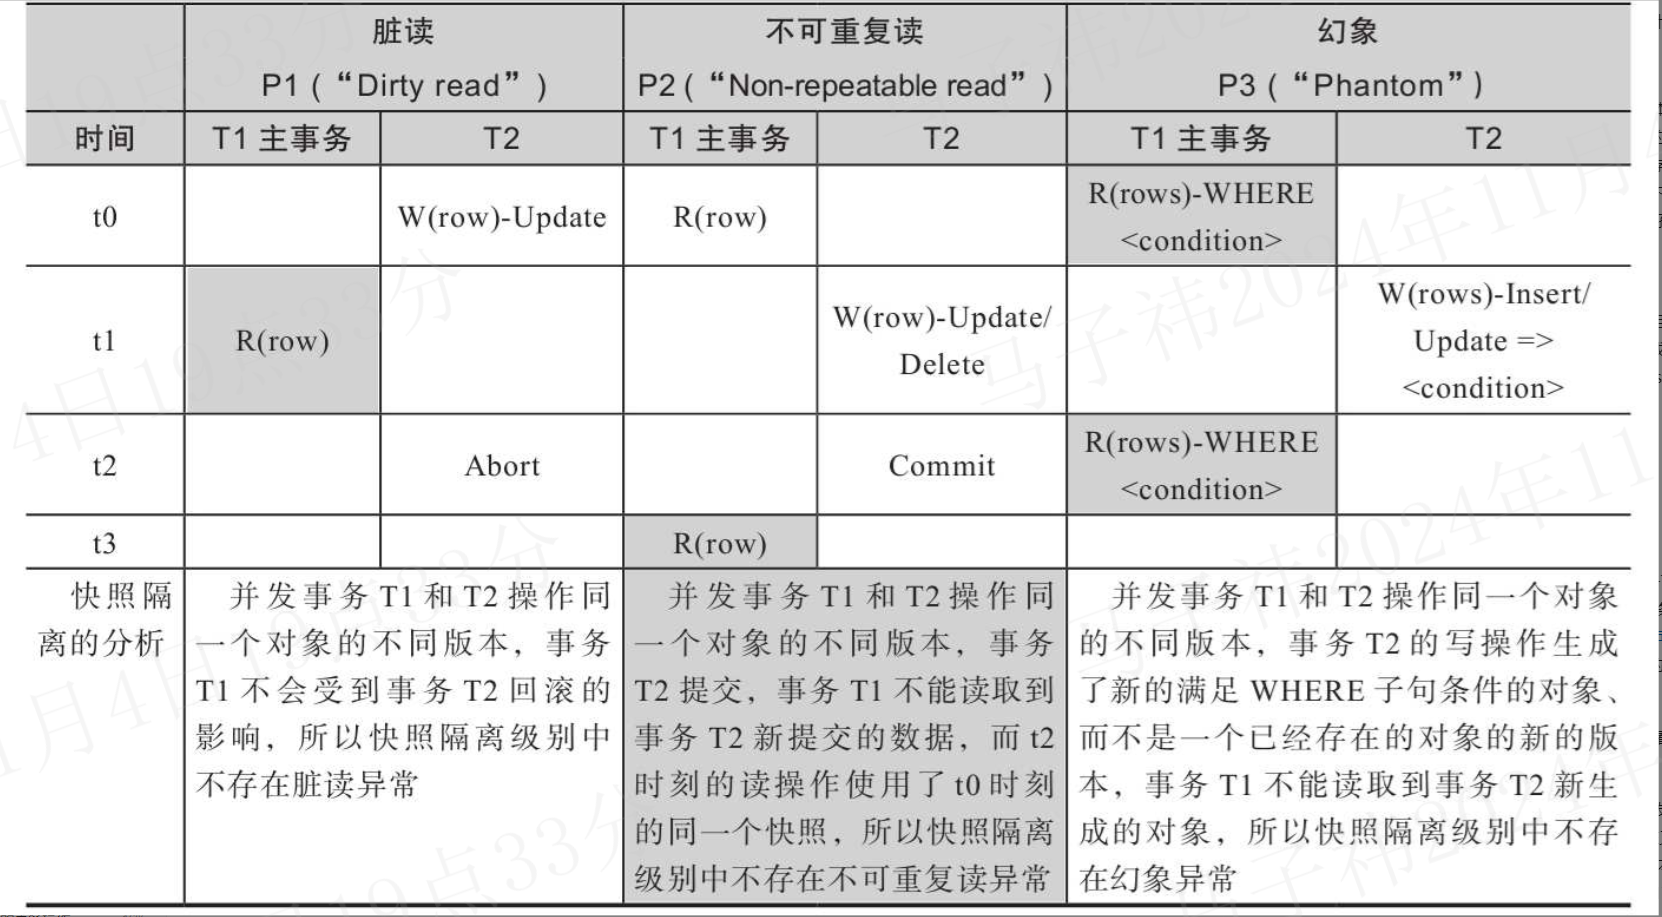 脏读 不可重复读 幻象
P1（“Dirty read”） P2（“Non-repeatable read”） P3（“Phantom”）
时间 T1 主事务 T2 T1 主事务 T2 T1 主事务 T2
t0 W(row)-Update R(row) R(rows)-WHERE
<condition>
t1 R(row) W(row)-Update/
Delete W(rows)-Insert/
Update =>
<condition>
t2 Abort Commit R(rows)-WHERE
<condition>
t3 R(row)
快照隔
离的分析
并发事务 T1 和 T2 操作同
一个对象的不同版本，事务
T1 不会受到事务 T2 回滚的
影响，所以快照隔离级别中
不存在脏读异常
并发事务 T1 和 T2 操作同
一个对象的不同版本，事务
T2 提交，事务 T1 不能读取到
事务 T2 新提交的数据，而 t2
时刻的读操作使用了 t0 时刻
的同一个快照，所以快照隔离
级别中不存在不可重复读异常
并发事务 T1 和 T2 操作同一个对象
的不同版本，事务 T2 的写操作生成
了新的满足 WHERE 子句条件的对象、
而不是一个已经存在的对象的新的版
本，事务 T1 不能读取到事务 T2 新生
成的对象，所以快照隔离级别中不存
在幻象异常